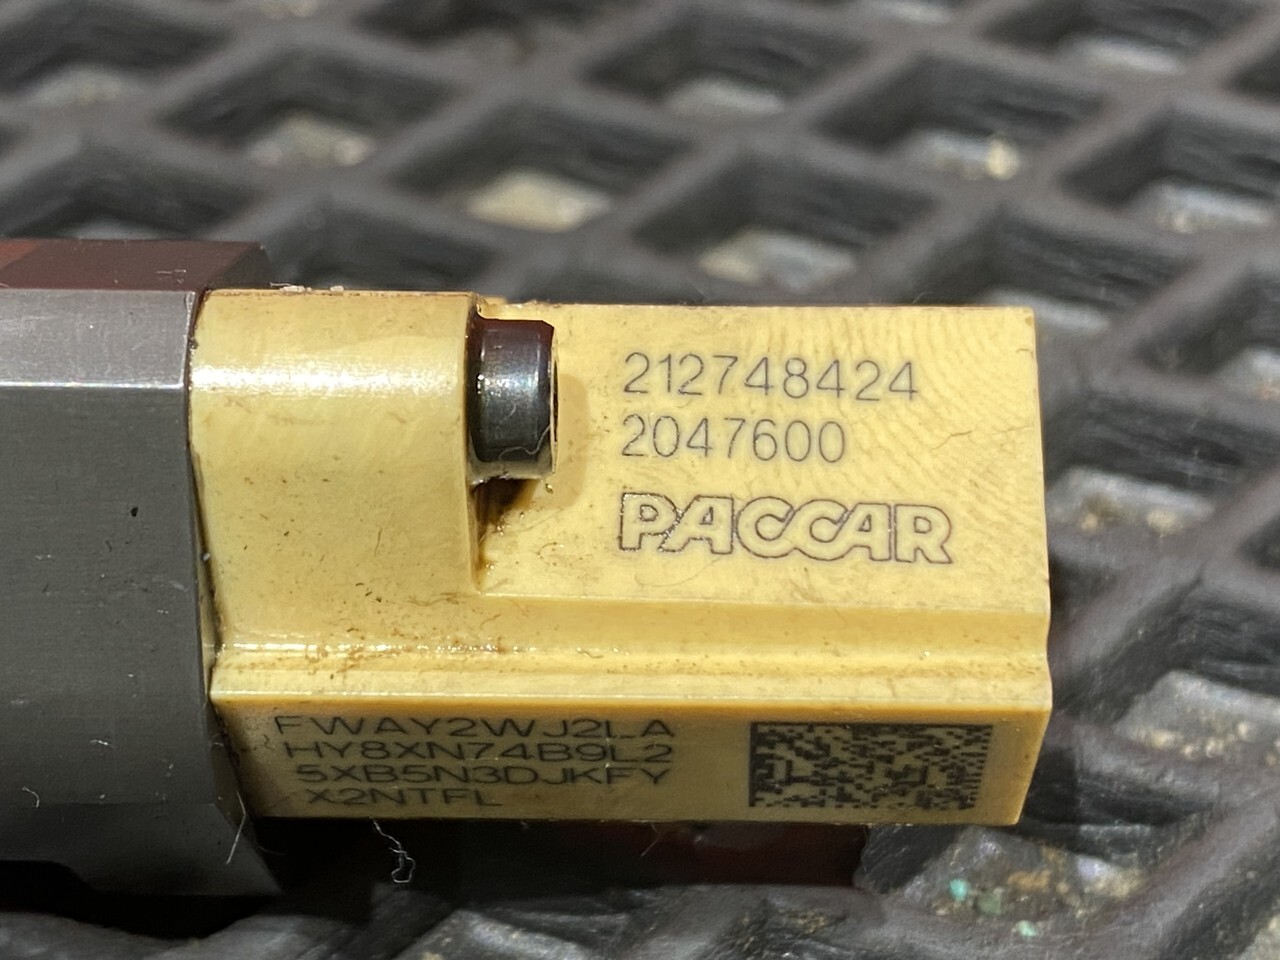 212748424
2047600
PACCAR
FWAY2WJ2LA
HY8XN74B9L2
5XB5N3DJKFY
X2NTFL